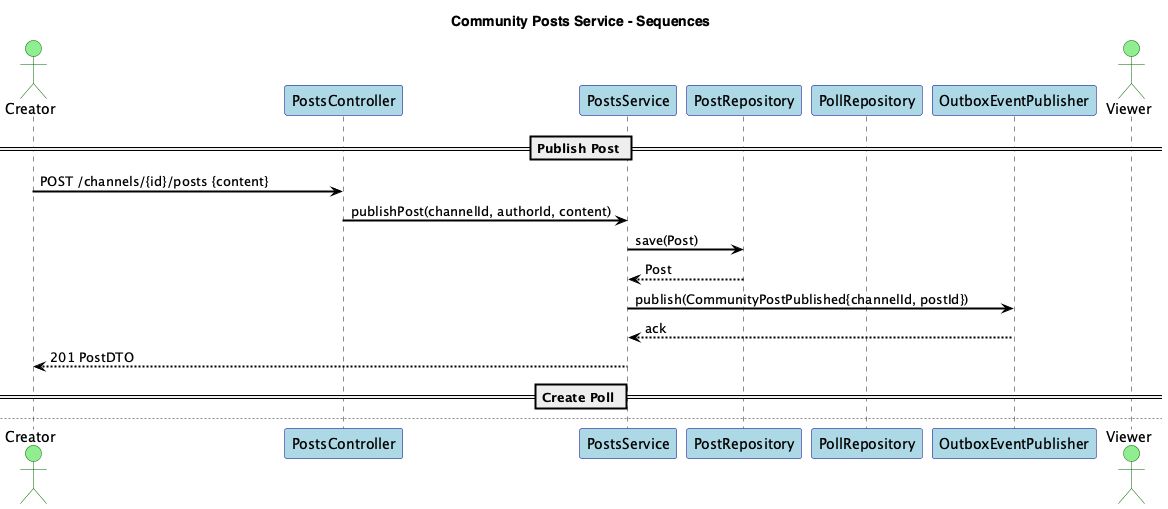 Community Posts Service - Sequences
Creator
PostsController
PostsService
PostRepository
PollRepository
OutboxEventPublisher
Viewer
Publish Post
POST /channels/{id}/posts {content}
publishPost(channelId, authorId, content)
save(Post)
Post
publish(CommunityPostPublished{channelId, postId})
ack
201 PostDTO
Create Poll
Creator
PostsController
PostsService
PostRepository
PollRepository
OutboxEventPublisher
Viewer